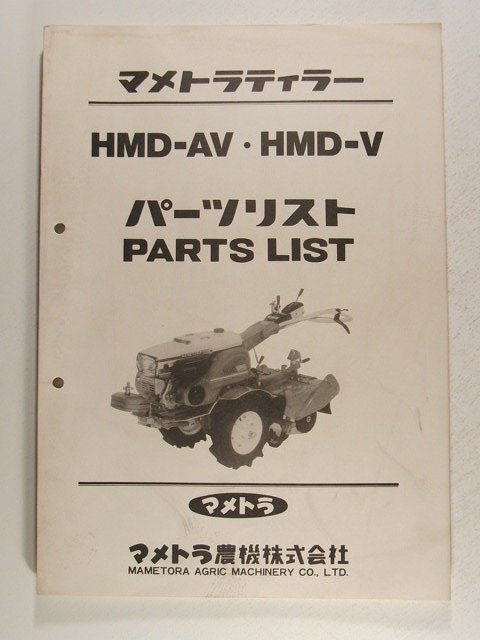 マメトラティラー
HMD-AV・HMD-V
パーツリスト
PARTS LIST
マメトラ
マメトラ農機株式会社
MAMETORA AGRIC MACHINERY CO., LTD.